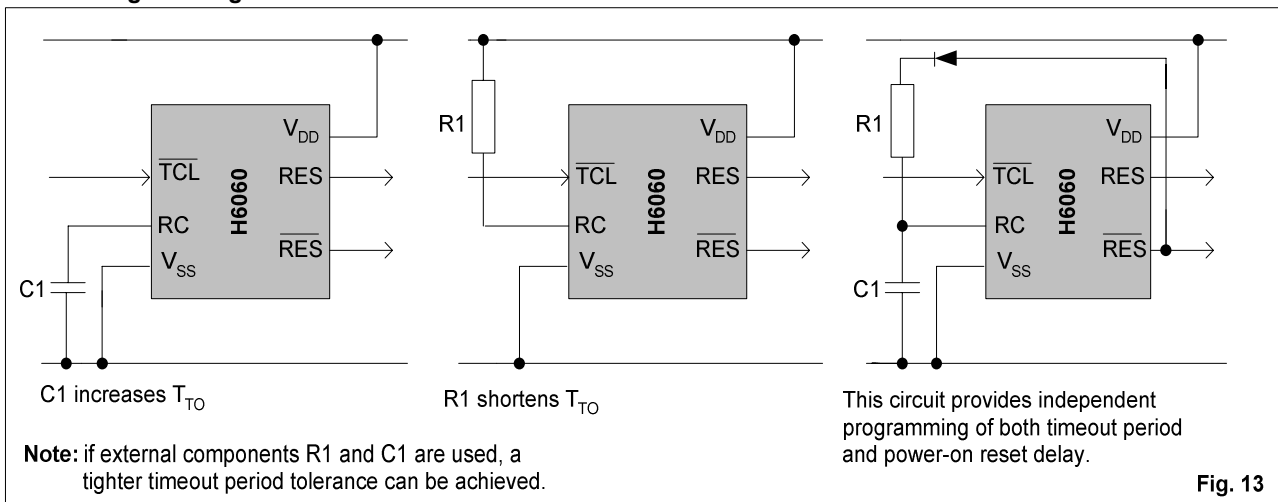 R1
V̅DD
TCL
RES
RC
RES
VSS
H6060
C1
C1 increases TTO
R1
VDD
TCL
RES
RC
RES
VSS
H6060
R1 shortens TTO
VDD
TCL
RES
RC
RES
VSS
H6060
C1
This circuit provides independent
programming of both timeout period
and power-on reset delay.
Note: if external components R1 and C1 are used, a
tighter timeout period tolerance can be achieved.
Fig. 13